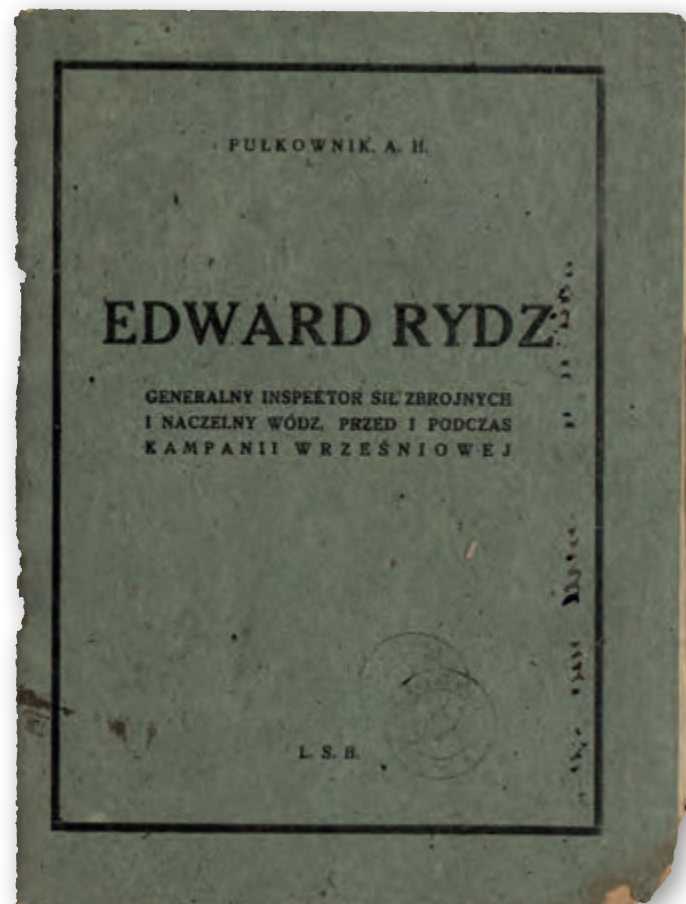 PUŁKOWNIK. A. H.
EDWARD RYDZ
GENERALNY INSPEKTOR SIŁ ZBROJNYCH
I NACZELNY WÓDZ, PRZED I PODCZAS
KAMPANII WRZEŚNIOWEJ
L. S. B.